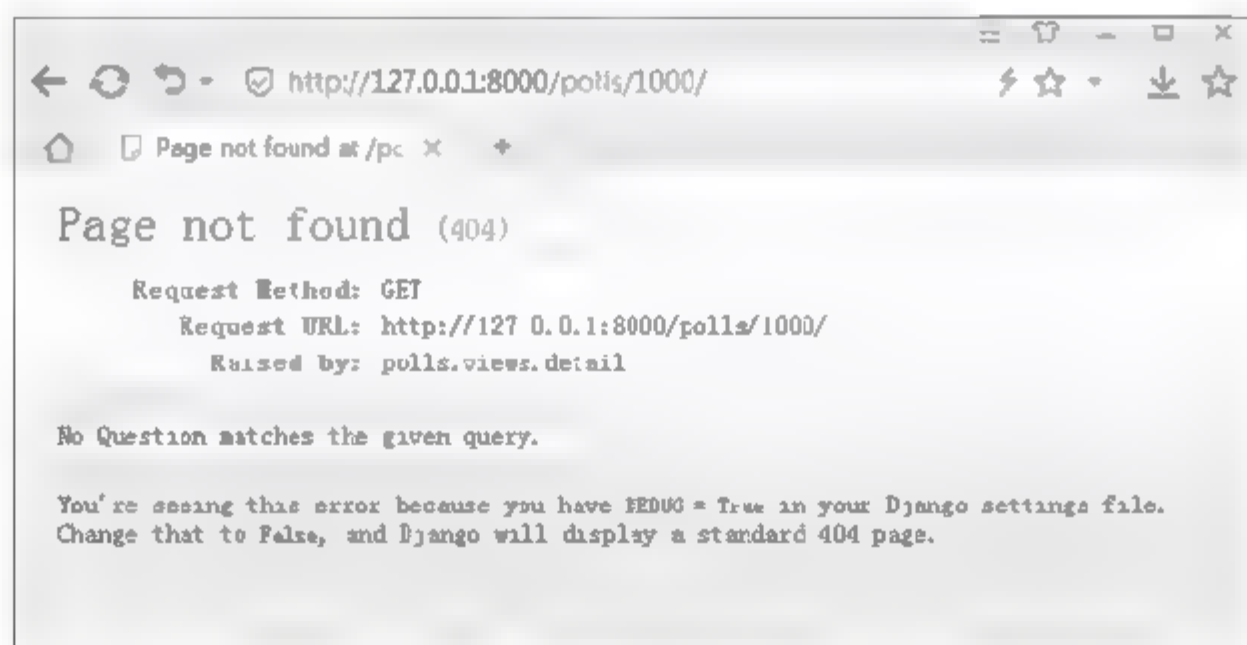 http://127.0.0.1:8000/polls/1000/
Page not found at /pc
Page not found (404)
Request Method: GET
Request URL: http://127.0.0.1:8000/polls/1000/
Raised by: polls.views.detail
No Question matches the given query.
You're seeing this error because you have DEBUG = True in your Django settings file.
Change that to False, and Django will display a standard 404 page.